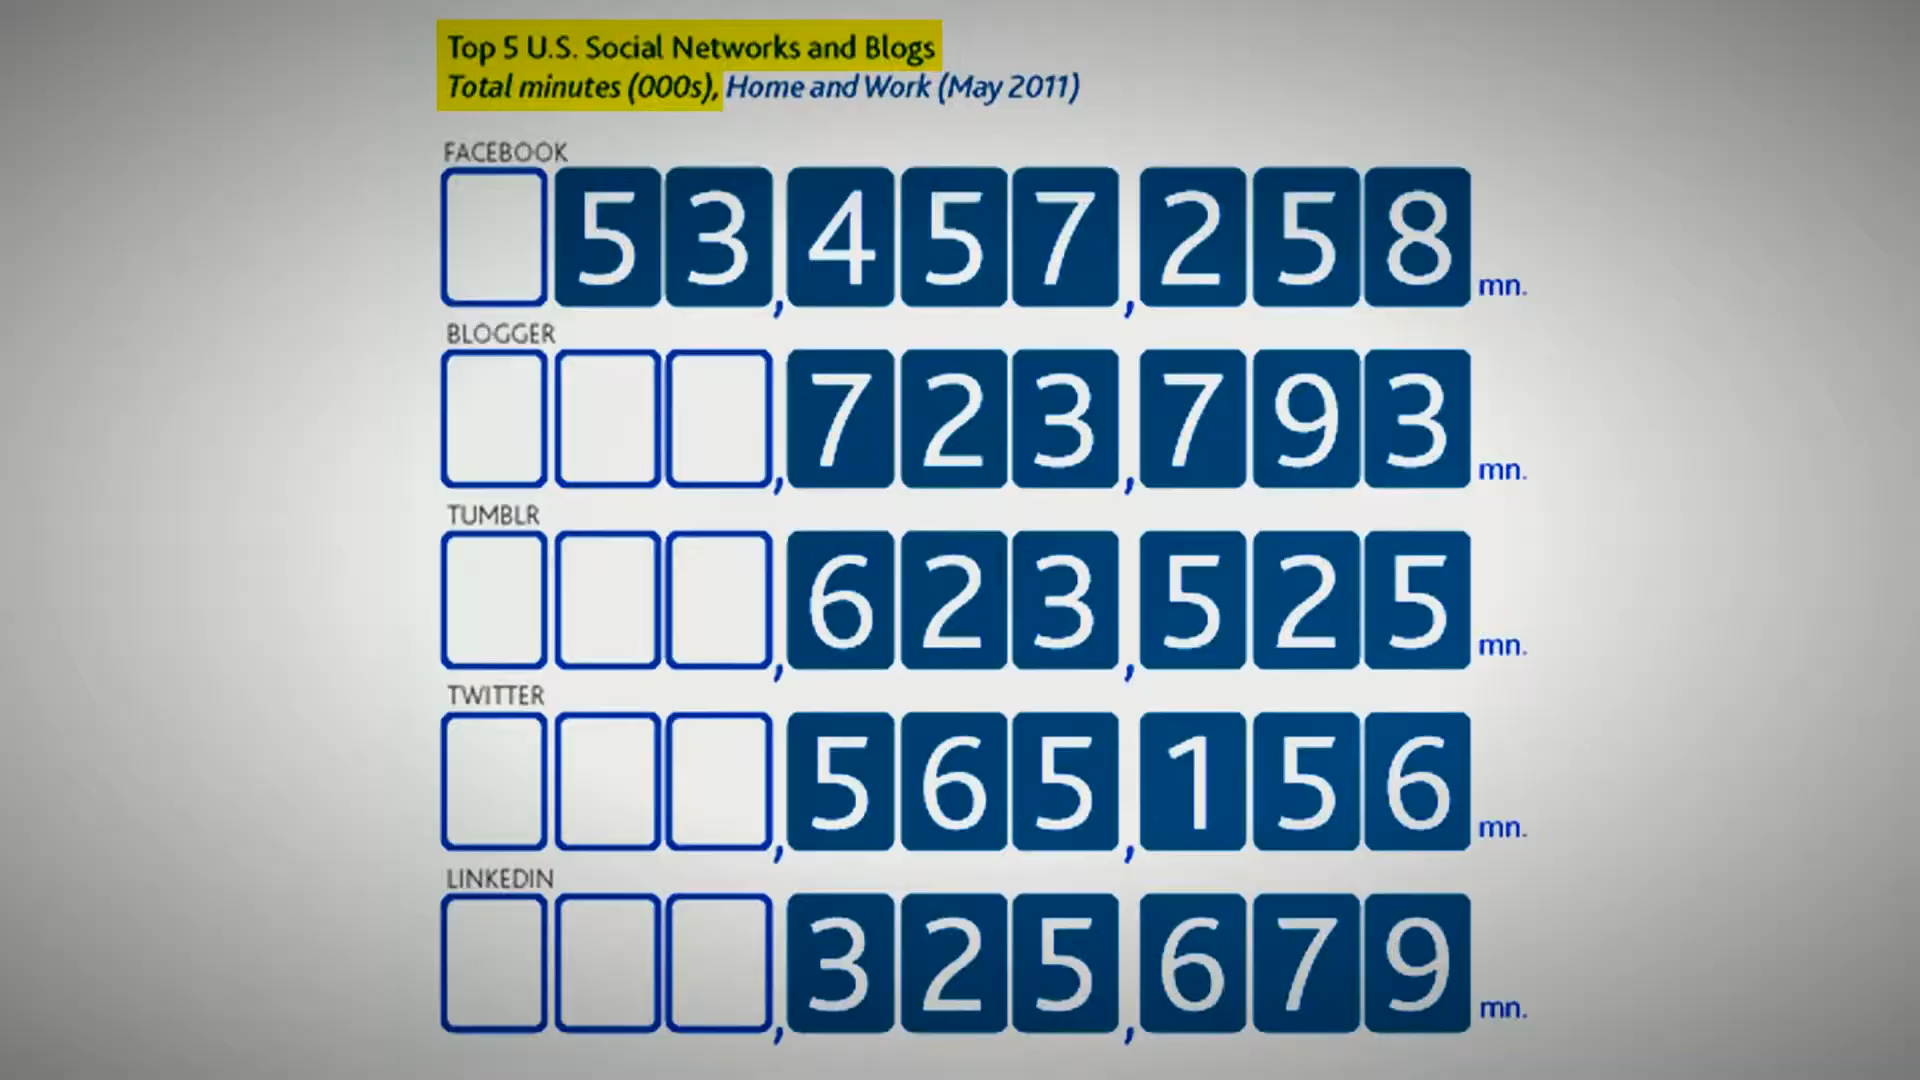 Top 5 U.S. Social Networks and Blogs
Total minutes (000s), Home and Work (May 2011)
FACEBOOK
53,457,258 mn.
BLOGGER
,723,793 mn.
TUMBLR
,623,525 mn.
TWITTER
,565,156 mn.
LINKEDIN
,325,679 mn.